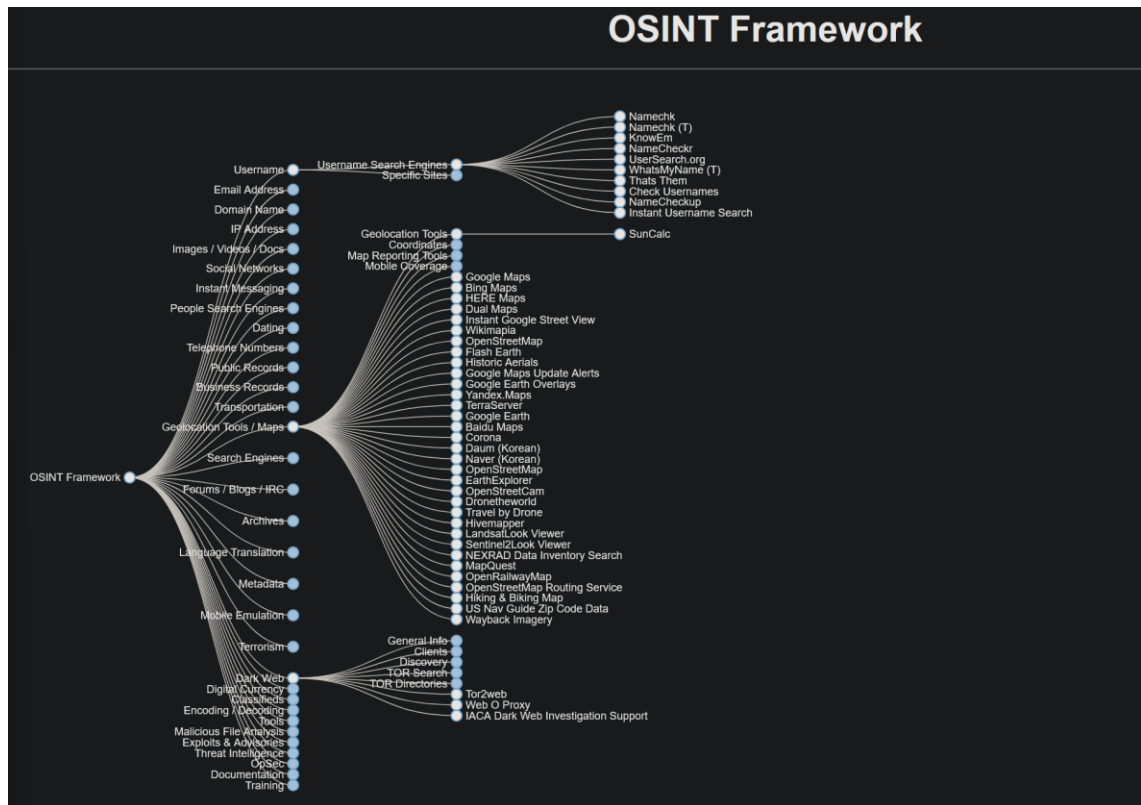 OSINT Framework
OSINT Framework
Username
Email Address
Domain Name
IP Address
Images / Videos / Docs
Social Networks
Instant Messaging
People Search Engines
Dating
Telephone Numbers
Public Records
Business Records
Transportation
Geolocation Tools / Maps
Search Engines
Forums / Blogs / IRC
Archives
Language Translation
Metadata
Mobile Emulation
Terrorism
Dark Web
Digital Currency
Classifieds
Encoding / Decoding
Tools
Malicious File Analysis
Exploits & Advisories
Threat Intelligence
OpSec
Documentation
Training
Username Search Engines
Specific Sites
Namechk
Namechk (T)
KnowEm
NameCheckr
UserSearch.org
WhatsMyName (T)
Thats Them
Check Usernames
NameCheckup
Instant Username Search
Geolocation Tools
Coordinates
Map Reporting Tools
Mobile Coverage
SunCalc
Google Maps
Bing Maps
HERE Maps
Dual Maps
Instant Google Street View
Wikimapia
OpenStreetMap
Flash Earth
Historic Aerials
Google Maps Update Alerts
Google Earth Overlays
Yandex.Maps
TerraServer
Google Earth
Baidu Maps
Corona
Daum (Korean)
Naver (Korean)
OpenStreetMap
EarthExplorer
OpenStreetCam
Dronetheworld
Travel by Drone
Hivemapper
LandsatLook Viewer
Sentinel2Look Viewer
NEXRAD Data Inventory Search
MapQuest
OpenRailwayMap
OpenStreetMap Routing Service
Hiking & Biking Map
US Nav Guide Zip Code Data
Wayback Imagery
General Info
Clients
Discovery
TOR Search
TOR Directories
Tor2web
Web O Proxy
IACA Dark Web Investigation Support